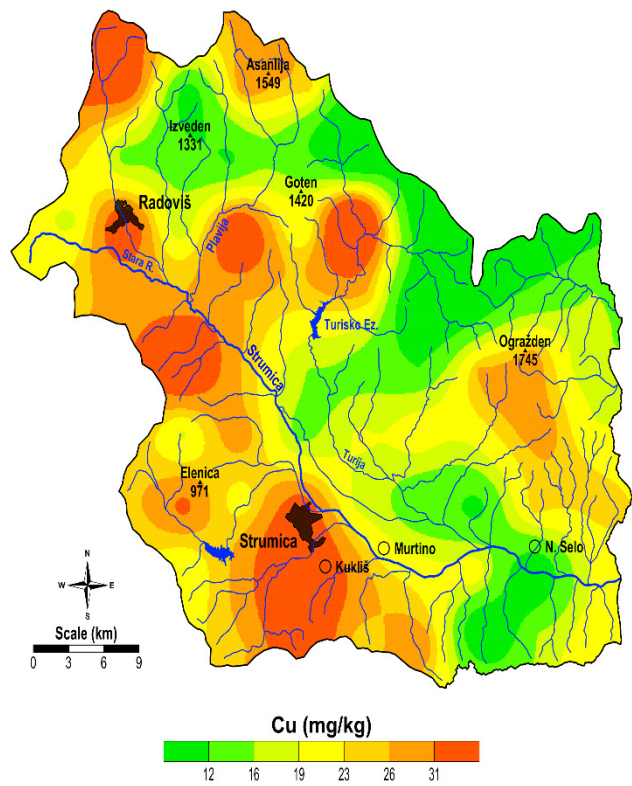 Asanlija
1549
Izveden
1331
Goten
1420
Radoviš
Plavija
Stara R.
Turisko Ez.
Ogražden
1745
Strumica
Turija
Elenica
971
Strumica
Murtino
N. Selo
Kukliš
N
W E
S
Scale (km)
0 3 6 9
Cu (mg/kg)
12 16 19 23 26 31